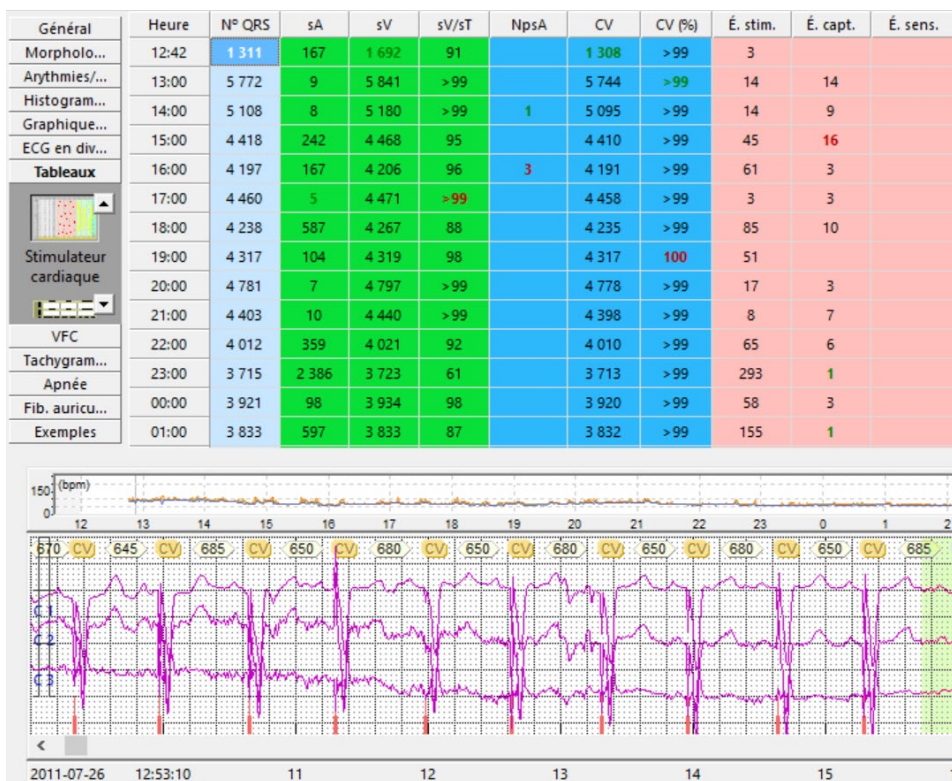 Général
Morpholo...
Arythmies/...
Histogram...
Graphique...
ECG en div...
Tableaux
Stimulateur
cardiaque
VFC
Tachygram...
Apnée
Fib. auricu...
Exemples
Heure N° QRS sA sV sV/sT NpsA CV CV (%) É. stim. É. capt. É. sens.
12:42 1 311 167 1 692 91 1 308 >99 3
13:00 5 772 9 5 841 >99 5 744 >99 14 14
14:00 5 108 8 5 180 >99 1 5 095 >99 14 9
15:00 4 418 242 4 468 95 4 410 >99 45 16
16:00 4 197 167 4 206 96 3 4 191 >99 61 3
17:00 4 460 5 4 471 >99 4 458 >99 3 3
18:00 4 238 587 4 267 88 4 235 >99 85 10
19:00 4 317 104 4 319 98 4 317 100 51
20:00 4 781 7 4 797 >99 4 778 >99 17 3
21:00 4 403 10 4 440 >99 4 398 >99 8 7
22:00 4 012 359 4 021 92 4 010 >99 65 6
23:00 3 715 2 386 3 723 61 3 713 >99 293 1
00:00 3 921 98 3 934 98 3 920 >99 58 3
01:00 3 833 597 3 833 87 3 832 >99 155 1
150 (bpm)
0
12 13 14 15 16 17 18 19 20 21 22 23 0 1 2
670 CV 645 CV 685 CV 650 CV 680 CV 650 CV 680 CV 650 CV 680 CV 650 CV 685
C 1
C 2
C 3
2011-07-26 12:53:10 11 12 13 14 15